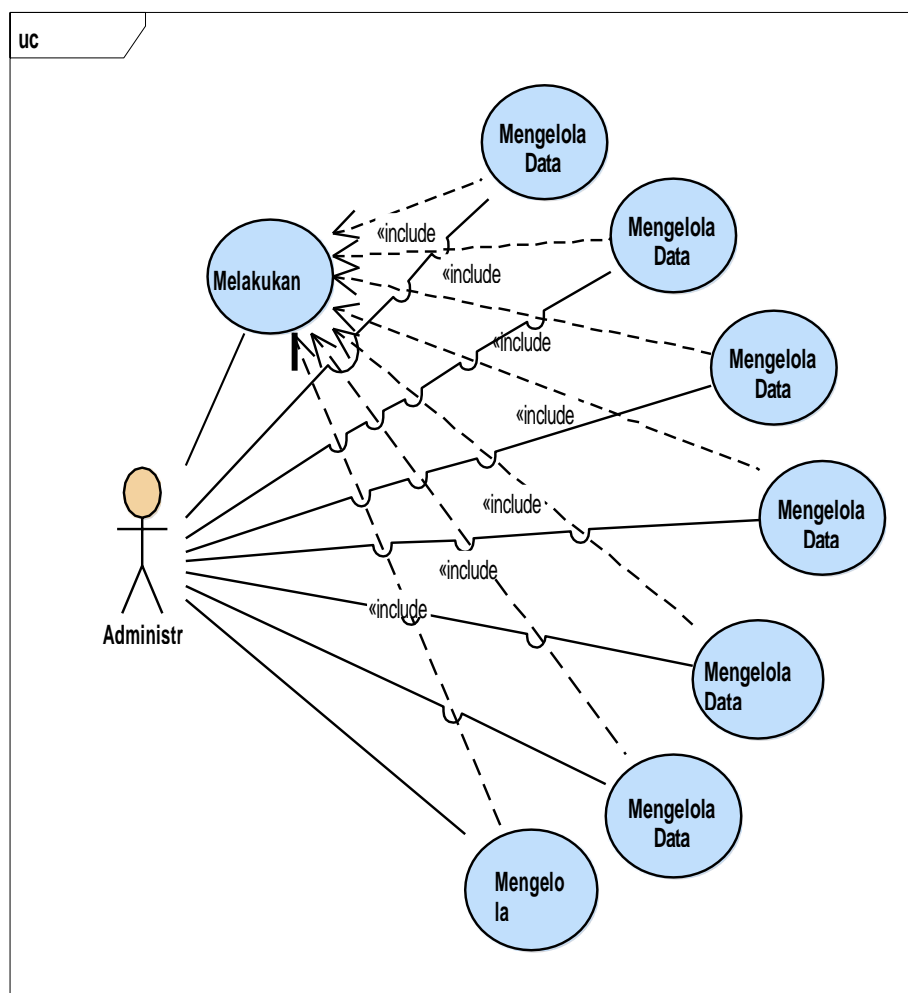 uc
Mengelola
Data
Mengelola
Data
«include
Melakukan
«include
«include
Mengelola
Data
«include
Mengelola
Data
«include
«include
«include
Administr
Mengelola
Data
Mengelola
Data
Mengelo
la